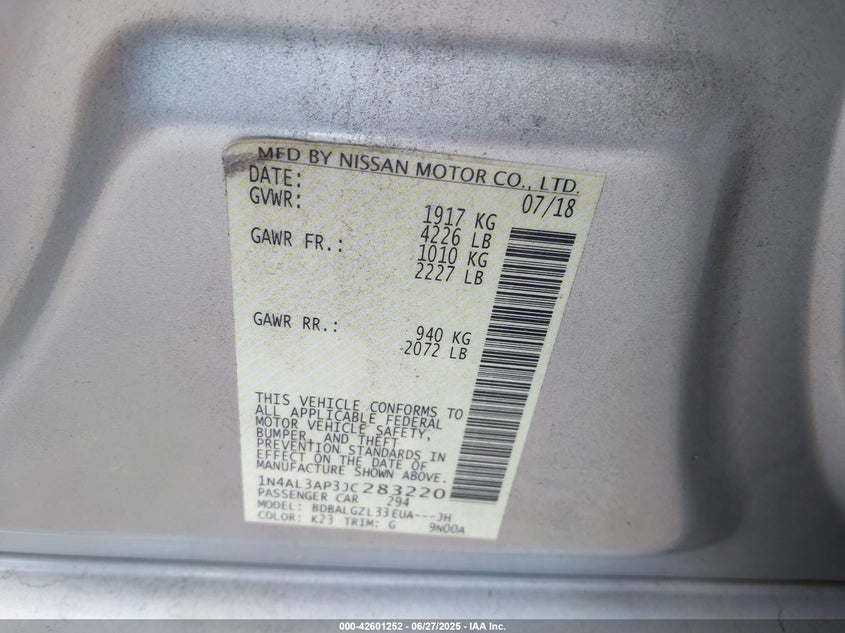 MFD BY NISSAN MOTOR CO., LTD.
DATE: 07/18
GVWR: 1917 KG
4226 LB
GAWR FR.: 1010 KG
2227 LB
GAWR RR.: 940 KG
2072 LB
THIS VEHICLE CONFORMS TO
ALL APPLICABLE FEDERAL
MOTOR VEHICLE SAFETY,
BUMPER, AND THEFT
PREVENTION STANDARDS IN
EFFECT ON THE DATE OF
MANUFACTURE SHOWN ABOVE.
1N4AL3AP3JC283220
PASSENGER CAR 294
MODEL: BDBALGZL33EUA---JH
COLOR: K23 TRIM: G 9N00A
000-42601252 | 06/27/2025 - IAA Inc.